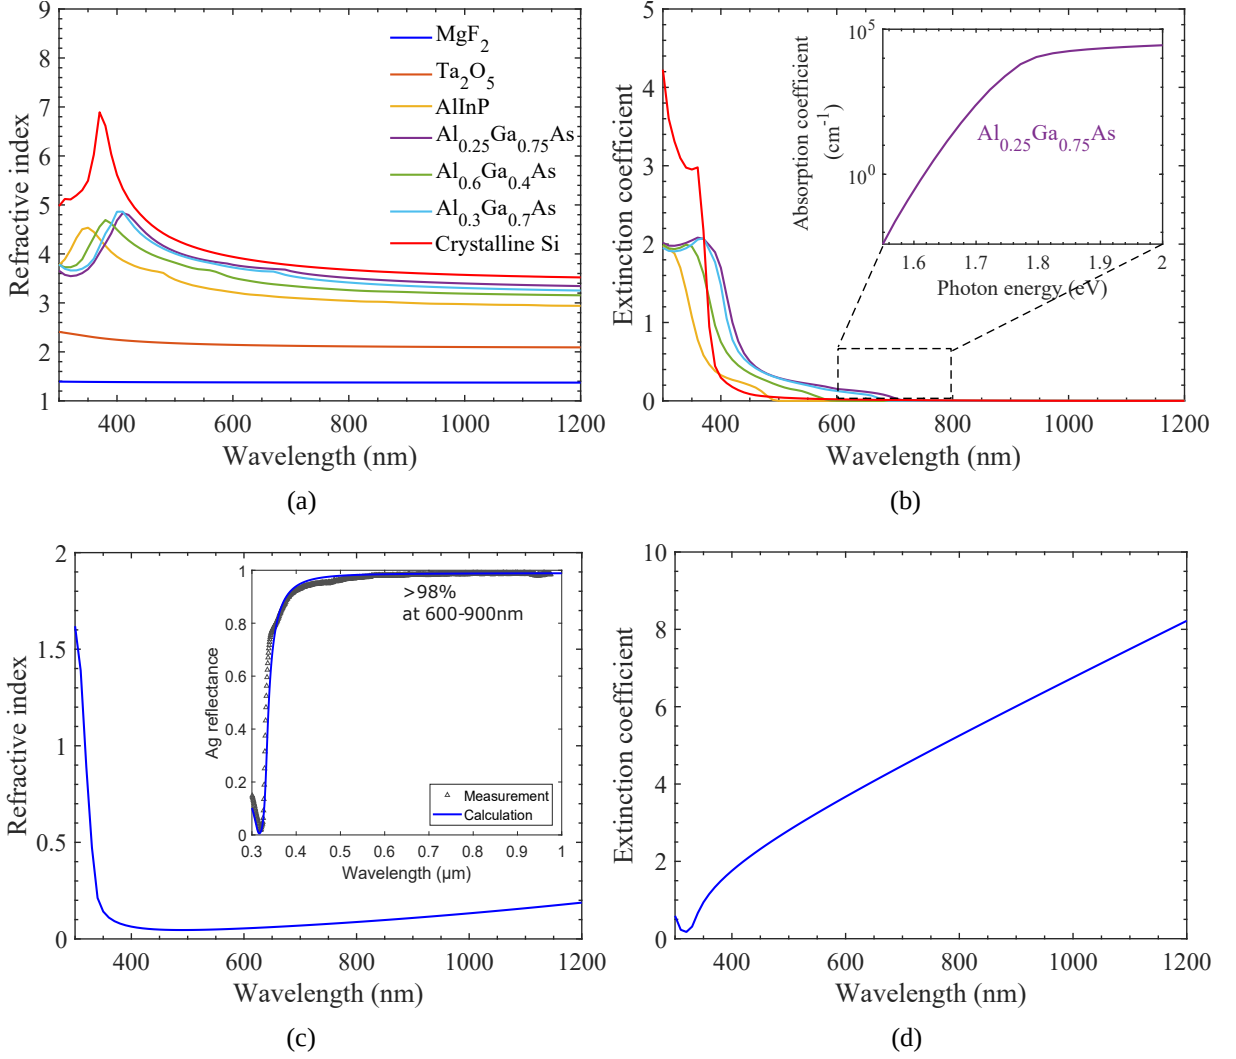 9
8
7
6
5
4
3
2
1
400
600
800
1000
1200
Refractive index
Wavelength (nm)
MgF2
Ta2O5
AlInP
Al0.25Ga0.75As
Al0.6Ga0.4As
Al0.3Ga0.7As
Crystalline Si
(a)
5
4
3
2
1
0
400
600
800
1000
1200
Extinction coefficient
Wavelength (nm)
10^5
10^0
Absorption coefficient
(cm^-1)
Al0.25Ga0.75As
1.6
1.7
1.8
1.9
2
Photon energy (eV)
(b)
2
1.5
1
0.5
0
400
600
800
1000
1200
Refractive index
Wavelength (nm)
1
0.8
0.6
0.4
0.2
0
0.3
0.4
0.5
0.6
0.7
0.8
0.9
1
Ag reflectance
Wavelength (μm)
>98%
at 600-900nm
Measurement
Calculation
(c)
10
8
6
4
2
0
400
600
800
1000
1200
Extinction coefficient
Wavelength (nm)
(d)